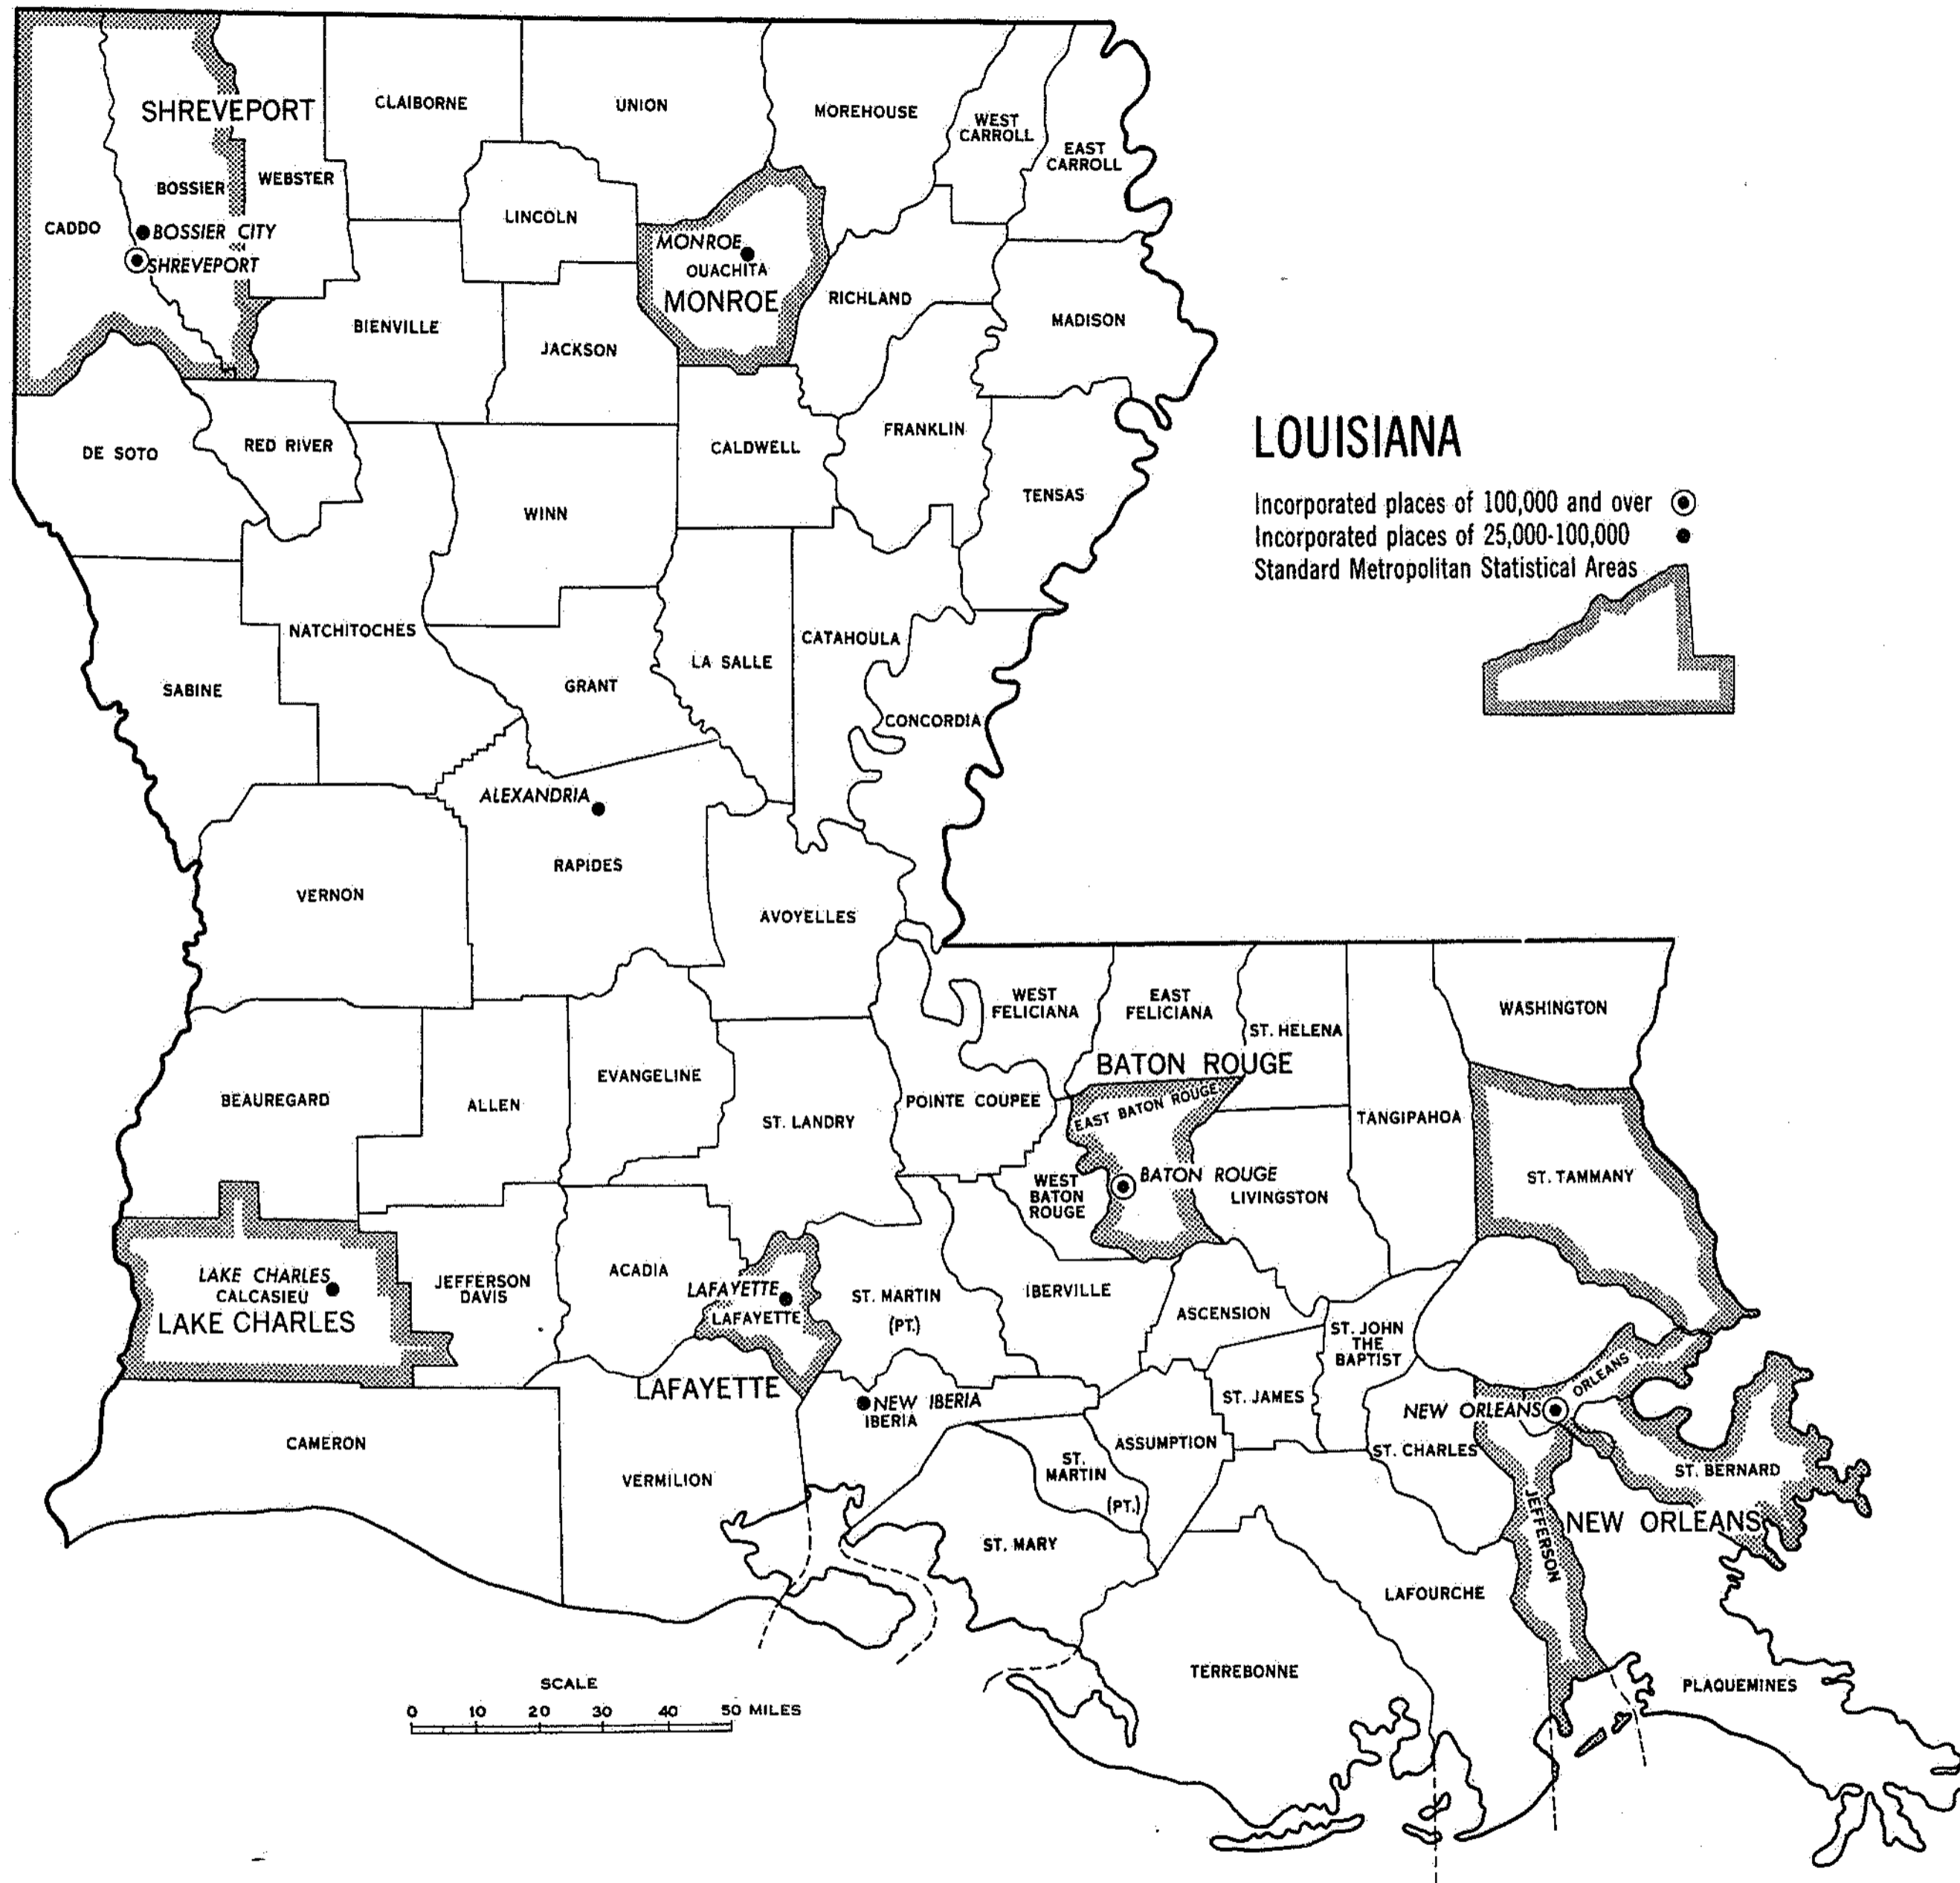 SHREVEPORT
CLAIBORNE
UNION
MOREHOUSE
WEST
CARROLL
EAST
CARROLL
BOSSIER
WEBSTER
CADDO
BOSSIER CITY
SHREVEPORT
LINCOLN
MONROE
OUACHITA
MONROE
RICHLAND
MADISON
BIENVILLE
JACKSON
DE SOTO
RED RIVER
CALDWELL
FRANKLIN
TENSAS
WINN
LOUISIANA
Incorporated places of 100,000 and over
Incorporated places of 25,000-100,000
Standard Metropolitan Statistical Areas
NATCHITOCHES
SABINE
GRANT
LA SALLE
CATAHOULA
CONCORDIA
ALEXANDRIA
RAPIDES
VERNON
AVOYELLES
WEST
FELICIANA
EAST
FELICIANA
ST. HELENA
WASHINGTON
BATON ROUGE
BEAUREGARD
ALLEN
EVANGELINE
ST. LANDRY
POINTE COUPEE
EAST BATON ROUGE
TANGIPAHOA
ST. TAMMANY
WEST
BATON
ROUGE
BATON ROUGE
LIVINGSTON
LAKE CHARLES
CALCASIEU
LAKE CHARLES
JEFFERSON
DAVIS
ACADIA
LAFAYETTE
LAFAYETTE
LAFAYETTE
ST. MARTIN
(PT.)
IBERVILLE
ASCENSION
ST. JOHN
THE
BAPTIST
ST. JAMES
ORLEANS
NEW ORLEANS
NEW IBERIA
IBERIA
CAMERON
VERMILION
ST.
MARTIN
(PT.)
ASSUMPTION
ST. CHARLES
ST. BERNARD
JEFFERSON
NEW ORLEANS
ST. MARY
LAFOURCHE
TERREBONNE
PLAQUEMINES
SCALE
0 10 20 30 40 50 MILES